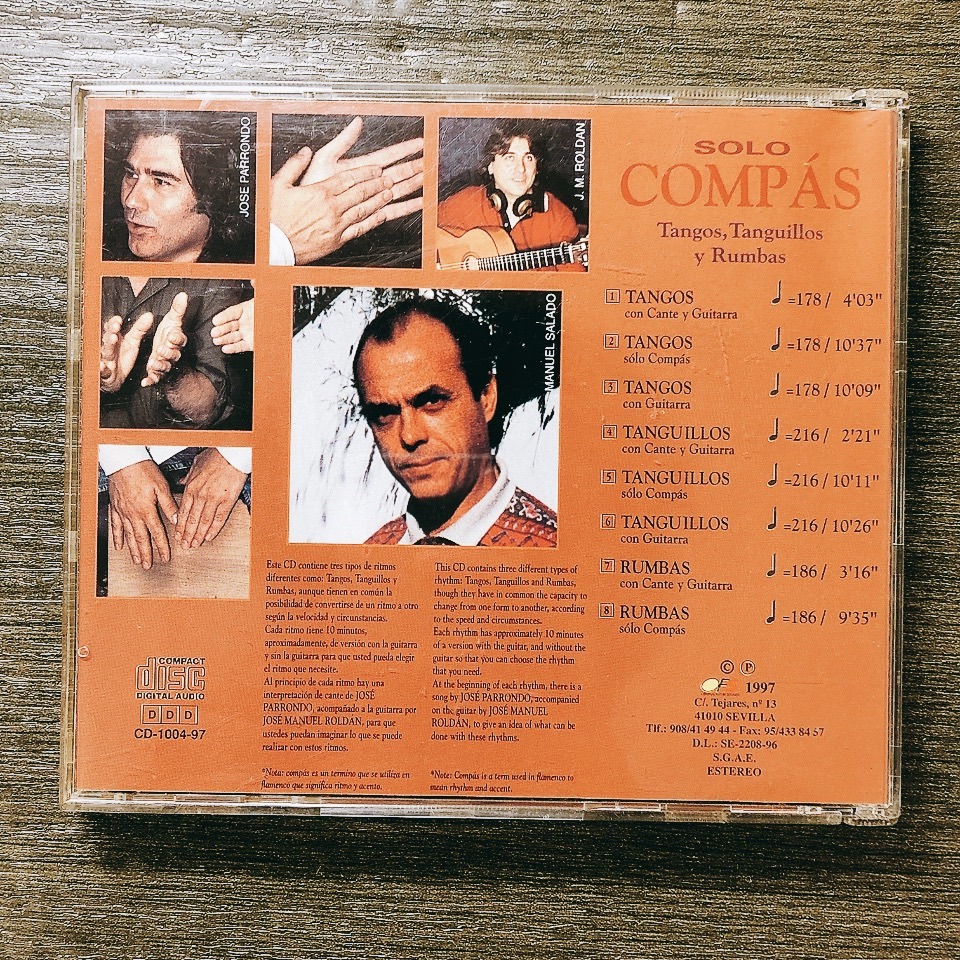 JOSE PARRONDO
J. M. ROLDAN
MANUEL SALADO
SOLO
COMPÁS
Tangos, Tanguillos
y Rumbas
1 TANGOS =178 / 4'03"
con Cante y Guitarra
2 TANGOS =178 / 10'37"
sólo Compás
3 TANGOS =178 / 10'09"
con Guitarra
4 TANGUILLOS =216 / 2'21"
con Cante y Guitarra
5 TANGUILLOS =216 / 10'11"
sólo Compás
6 TANGUILLOS =216 / 10'26"
con Guitarra
7 RUMBAS =186 / 3'16"
con Cante y Guitarra
8 RUMBAS =186 / 9'35"
sólo Compás
Este CD contiene tres tipos de ritmos
diferentes como: Tangos, Tanguillos y
Rumbas, aunque tienen en común la
posibilidad de convertirse de un ritmo a otro
según la velocidad y circunstancias.
Cada ritmo tiene 10 minutos,
aproximadamente, de versión con la guitarra
y sin la guitarra para que usted pueda elegir
el ritmo que necesite.
Al principio de cada ritmo hay una
interpretación de cante de JOSÉ
PARRONDO, acompañado a la guitarra por
JOSÉ MANUEL ROLDÁN, para que
ustedes puedan imaginar lo que se puede
realizar con estos ritmos.
*Nota: compás es un termino que se utiliza en
flamenco que significa ritmo y acento.
This CD contains three different types of
rhythm: Tangos, Tanguillos and Rumbas,
though they have in common the capacity to
change from one form to another, according
to the speed and circumstances.
Each rhythm has approximately 10 minutes
of a version with the guitar, and without the
guitar so that you can choose the rhythm
that you need.
At the beginning of each rhythm, there is a
song by JOSÉ PARRONDO, accompanied
on the guitar by JOSÉ MANUEL
ROLDÁN, to give an idea of what can be
done with these rhythms.
*Note: Compás is a term used in flamenco to
mean rhythm and accent.
COMPACT
disc
DIGITAL AUDIO
D D D
CD-1004-97
© ℗
OF 1997
C/. Tejares, nº 13
41010 SEVILLA
Tlf.: 908/41 49 44 - Fax: 95/433 84 57
D.L.: SE-2208-96
S.G.A.E.
ESTEREO